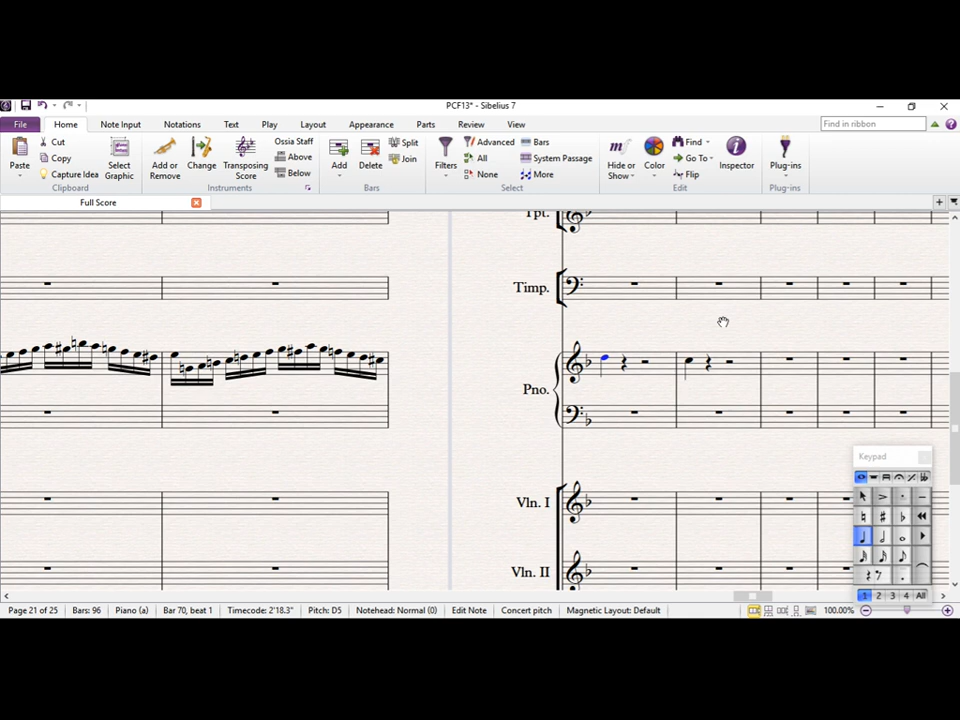 PCF13* - Sibelius 7
File Home Note Input Notations Text Play Layout Appearance Parts Review View Find in ribbon
Paste Cut Copy Capture Idea Select Graphic Clipboard
Add or Remove Change Transposing Score Ossia Staff Above Below Instruments
Add Delete Split Join Bars
Filters Advanced All None Bars System Passage More Select
Hide or Show Color Find Go To Flip Inspector Edit
Plug-ins Plug-ins
Full Score
Tpt.
Timp.
Pno.
Keypad
1 2 3 4 All
Vln. I
Vln. II
Page 21 of 25 Bars: 96 Piano (a) Bar 70, beat 1 Timecode: 2'18.3" Pitch: D5 Notehead: Normal (0) Edit Note Concert pitch Magnetic Layout: Default 100.00%